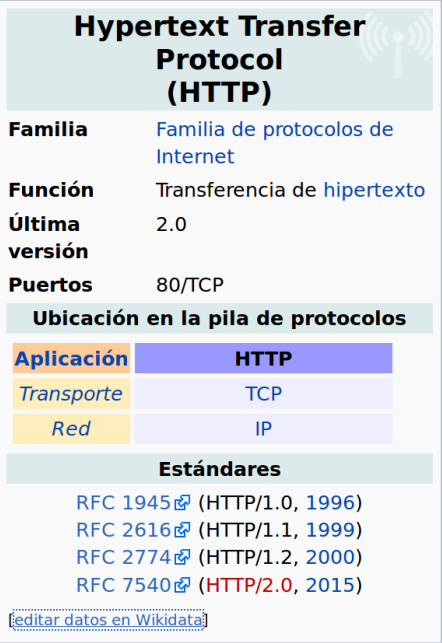 Hypertext Transfer
Protocol
(HTTP)
Familia Familia de protocolos de
Internet
Función Transferencia de hipertexto
Última 2.0
versión
Puertos 80/TCP
Ubicación en la pila de protocolos
Aplicación HTTP
Transporte TCP
Red IP
Estándares
RFC 1945 (HTTP/1.0, 1996)
RFC 2616 (HTTP/1.1, 1999)
RFC 2774 (HTTP/1.2, 2000)
RFC 7540 (HTTP/2.0, 2015)
[editar datos en Wikidata]